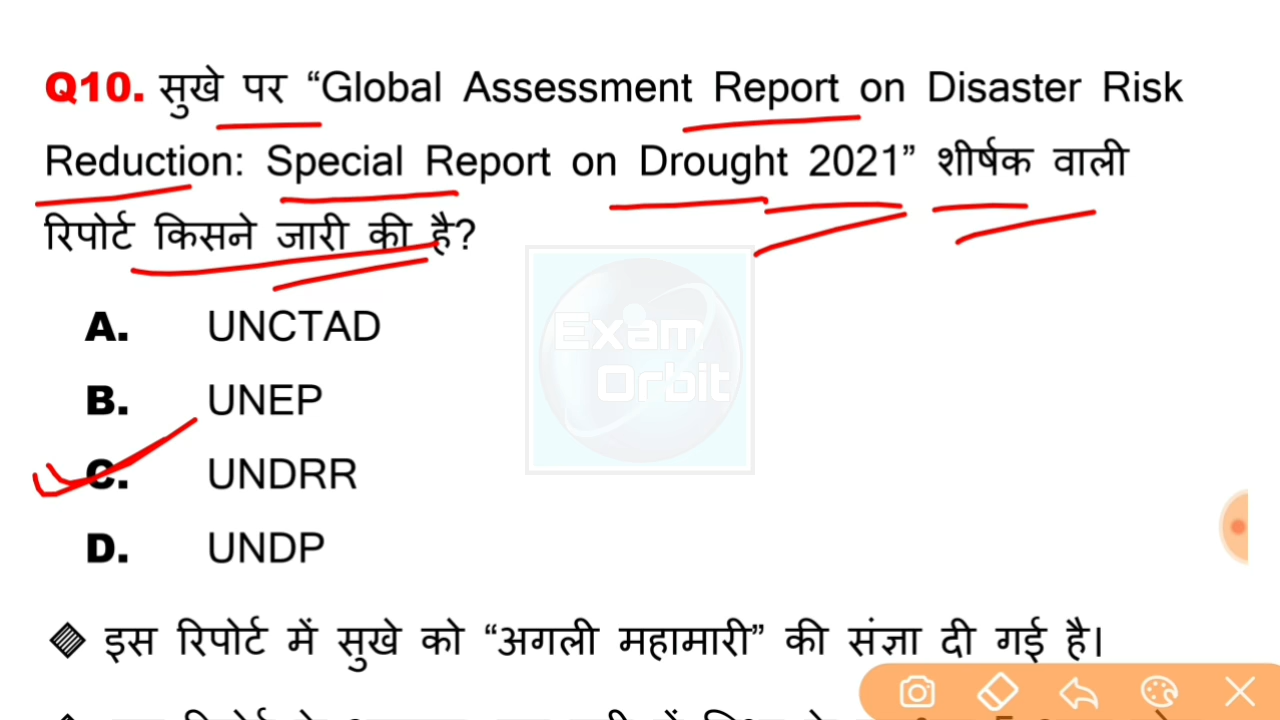 Q10. सुखे पर “Global Assessment Report on Disaster Risk
Reduction: Special Report on Drought 2021” शीर्षक वाली
रिपोर्ट किसने जारी की है?
A. UNCTAD
B. UNEP
C. UNDRR
D. UNDP
Exam
Orbit
इस रिपोर्ट में सुखे को “अगली महामारी” की संज्ञा दी गई है।